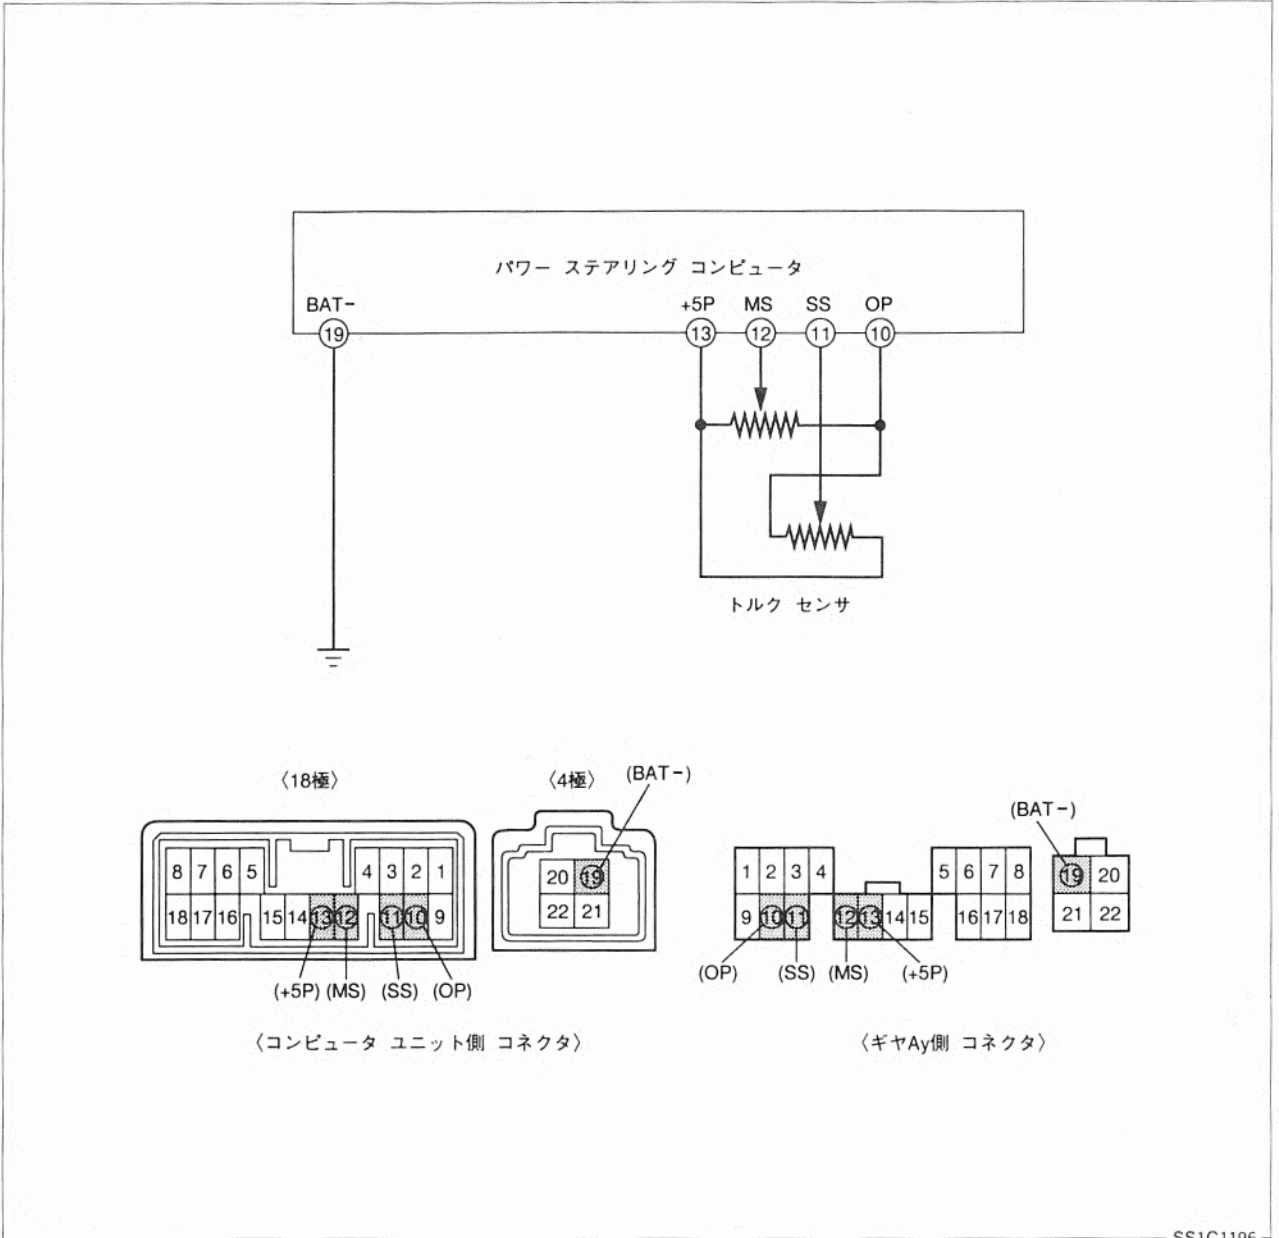 パワー ステアリング コンピュータ
BAT− +5P MS SS OP
19 13 12 11 10
トルク センサ
〈18極〉 〈4極〉 (BAT−)
(BAT−)
8 7 6 5 4 3 2 1
18 17 16 15 14 13 12 11 10 9
20 19
22 21
1 2 3 4 5 6 7 8
9 10 11 12 13 14 15 16 17 18
19 20
21 22
(+5P) (MS) (SS) (OP)
(OP) (SS) (MS) (+5P)
〈コンピュータ ユニット側 コネクタ〉
〈ギヤAy側 コネクタ〉